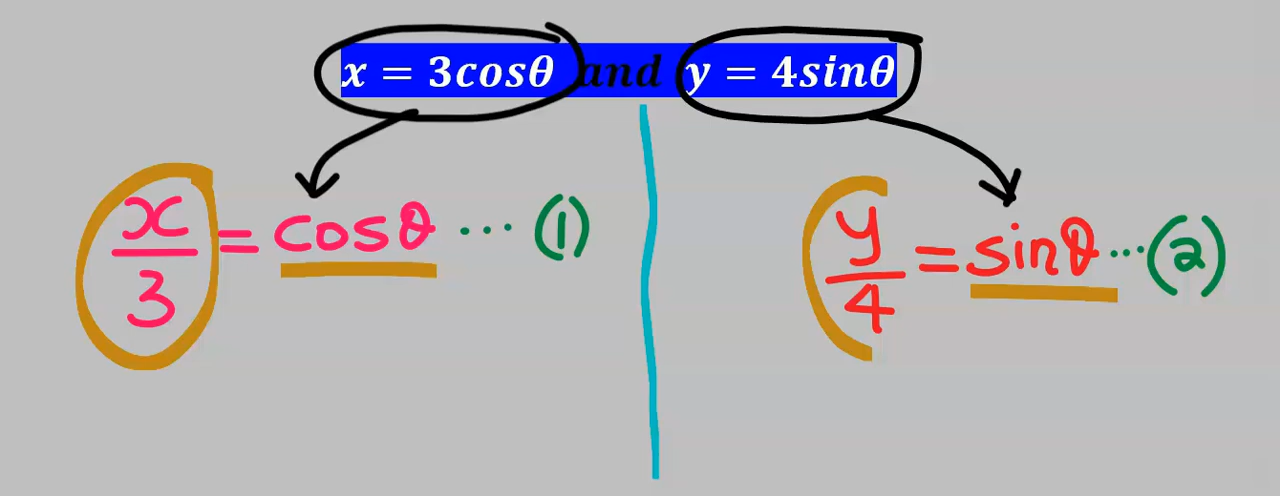 x = 3cosθ and y = 4sinθ
x/3 = cosθ ... (1)
y/4 = sinθ ... (2)